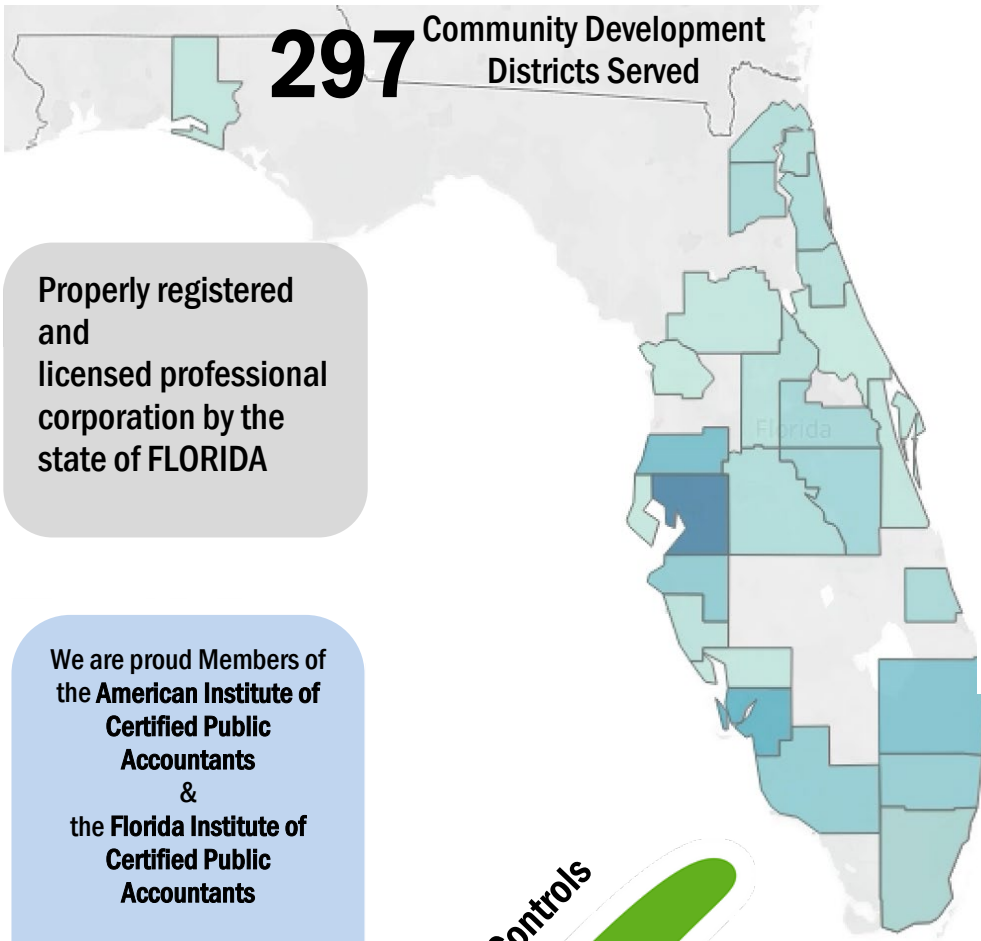 297
Community Development
Districts Served
Properly registered
and
licensed professional
corporation by the
state of FLORIDA
Florida
We are proud Members of
the American Institute of
Certified Public
Accountants
&
the Florida Institute of
Certified Public
Accountants
Controls